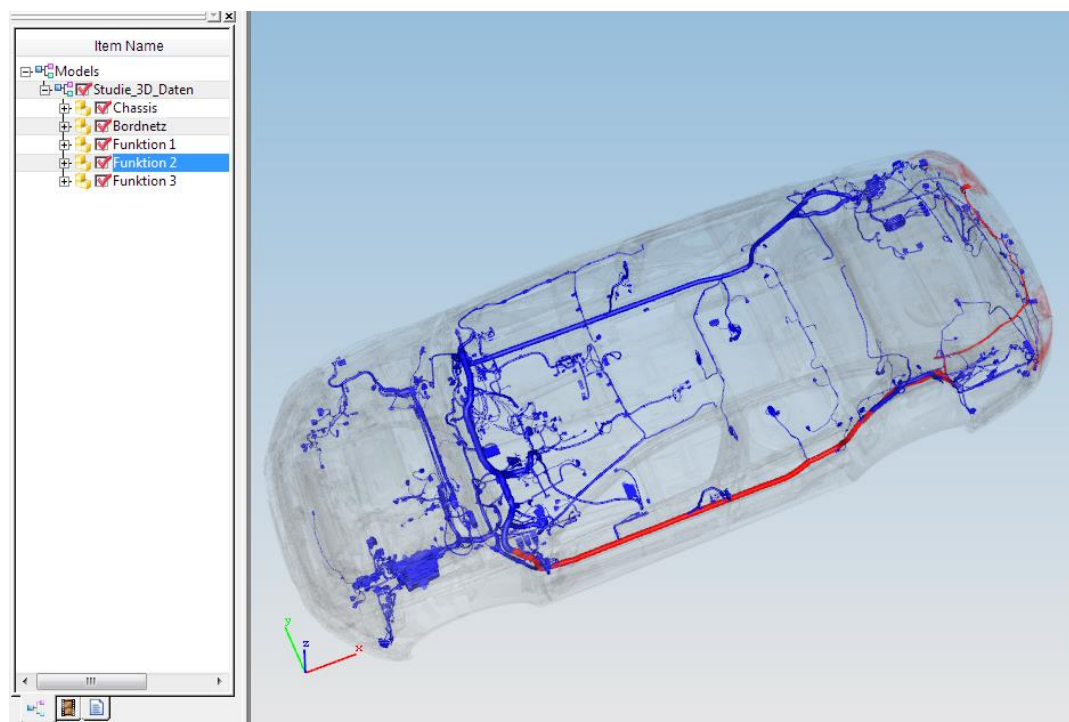 Item Name
Models
Studie_3D_Daten
Chassis
Bordnetz
Funktion 1
Funktion 2
Funktion 3
y
z
x